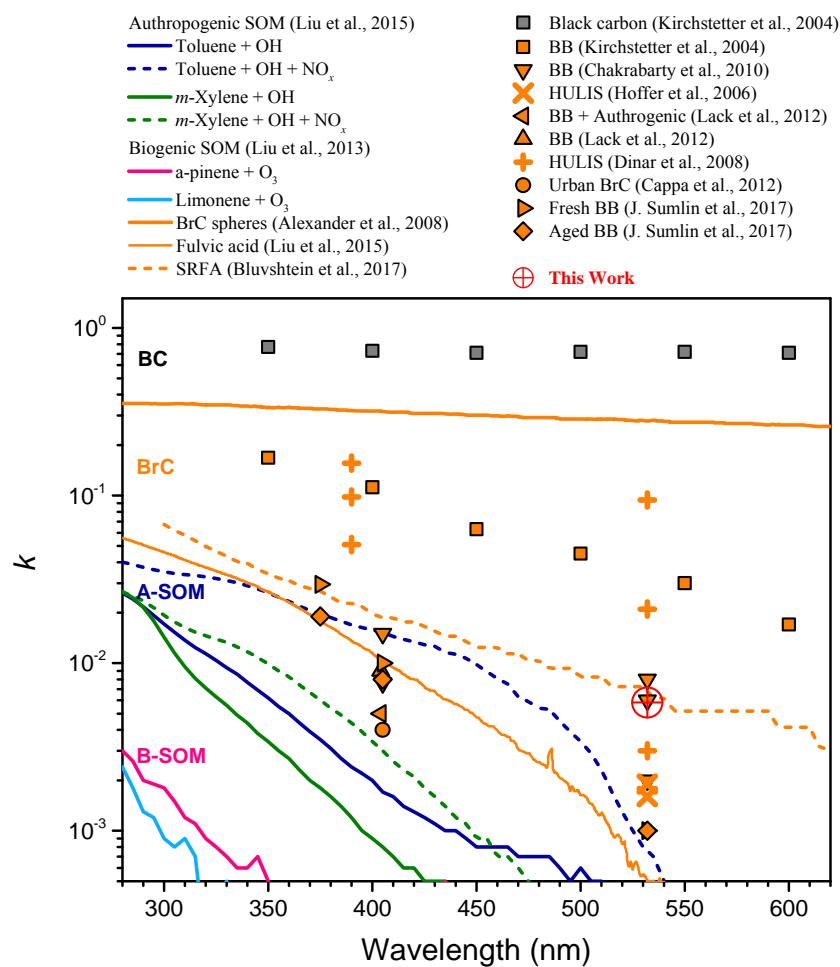 Authropogenic SOM (Liu et al., 2015)
Toluene + OH
Toluene + OH + NOx
m-Xylene + OH
m-Xylene + OH + NOx
Biogenic SOM (Liu et al., 2013)
a-pinene + O3
Limonene + O3
BrC spheres (Alexander et al., 2008)
Fulvic acid (Liu et al., 2015)
SRFA (Bluvshtein et al., 2017)
Black carbon (Kirchstetter et al., 2004)
BB (Kirchstetter et al., 2004)
BB (Chakrabarty et al., 2010)
HULIS (Hoffer et al., 2006)
BB + Authrogenic (Lack et al., 2012)
BB (Lack et al., 2012)
HULIS (Dinar et al., 2008)
Urban BrC (Cappa et al., 2012)
Fresh BB (J. Sumlin et al., 2017)
Aged BB (J. Sumlin et al., 2017)
This Work
10^0
BC
BrC
10^-1
k
A-SOM
10^-2
B-SOM
10^-3
300 350 400 450 500 550 600
Wavelength (nm)